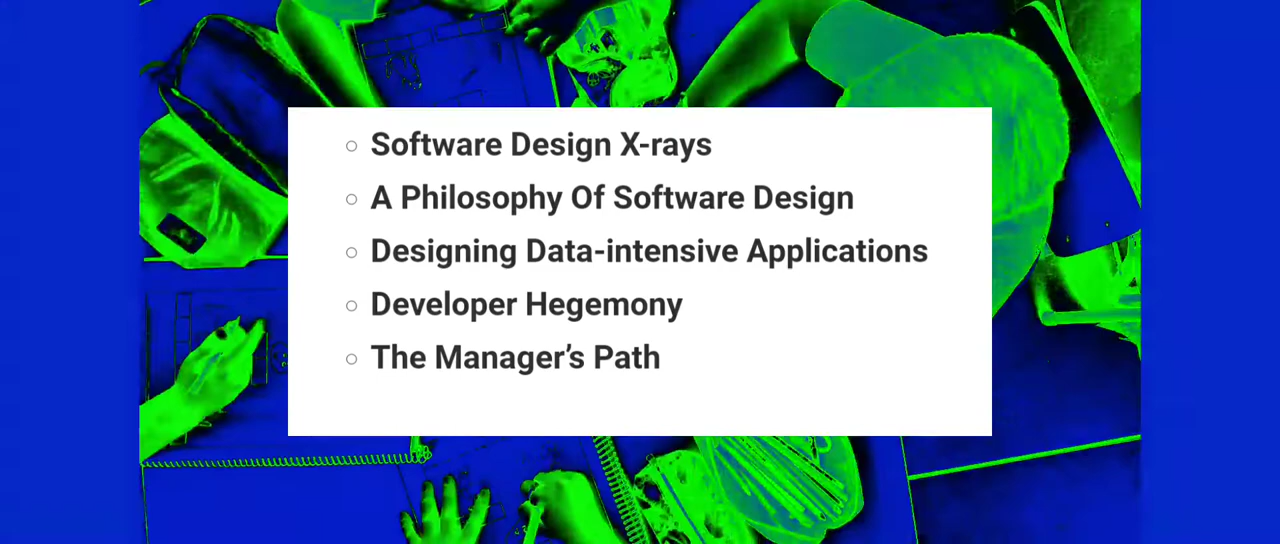 Software Design X-rays
A Philosophy Of Software Design
Designing Data-intensive Applications
Developer Hegemony
The Manager’s Path